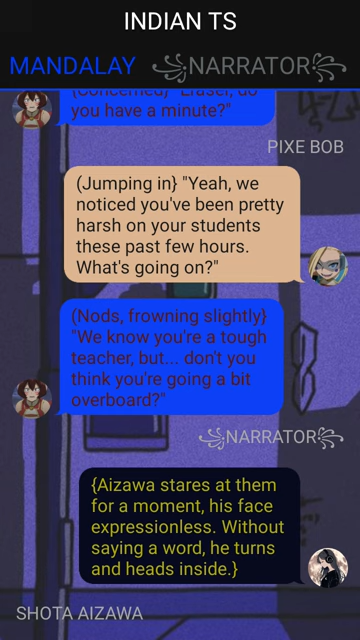 INDIAN TS
MANDALAY ꧁NARRATOR꧂
(Concerned} "Eraser, do
you have a minute?"
PIXE BOB
(Jumping in} "Yeah, we
noticed you've been pretty
harsh on your students
these past few hours.
What's going on?"
(Nods, frowning slightly}
"We know you're a tough
teacher, but... don't you
think you're going a bit
overboard?"
꧁NARRATOR꧂
{Aizawa stares at them
for a moment, his face
expressionless. Without
saying a word, he turns
and heads inside.}
SHOTA AIZAWA